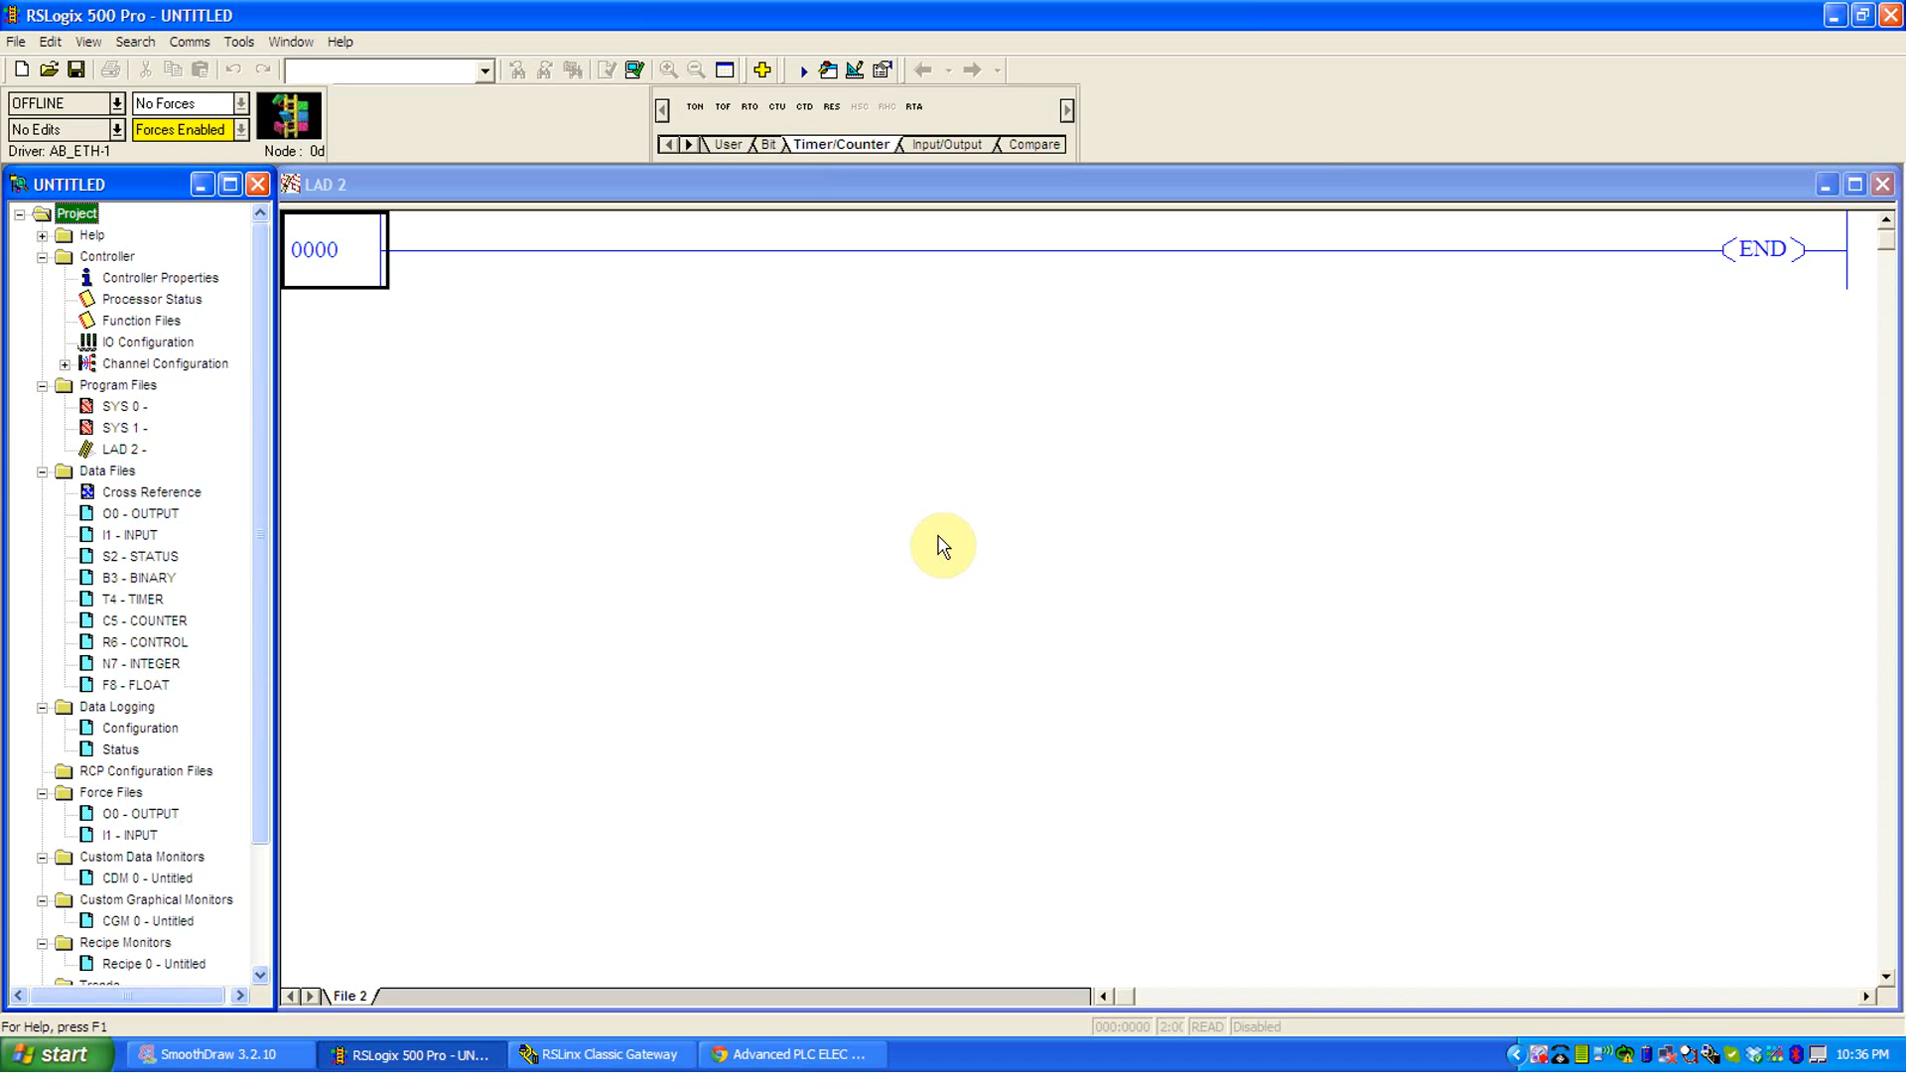 RSLogix 500 Pro - UNTITLED
File Edit View Search Comms Tools Window Help
OFFLINE No Forces
No Edits Forces Enabled
Driver: AB_ETH-1 Node : 0d
TON TOF RTO CTU CTD RES HSC RHC RTA
User Bit Timer/Counter Input/Output Compare
UNTITLED
Project
Help
Controller
Controller Properties
Processor Status
Function Files
IO Configuration
Channel Configuration
Program Files
SYS 0 -
SYS 1 -
LAD 2 -
Data Files
Cross Reference
O0 - OUTPUT
I1 - INPUT
S2 - STATUS
B3 - BINARY
T4 - TIMER
C5 - COUNTER
R6 - CONTROL
N7 - INTEGER
F8 - FLOAT
Data Logging
Configuration
Status
RCP Configuration Files
Force Files
O0 - OUTPUT
I1 - INPUT
Custom Data Monitors
CDM 0 - Untitled
Custom Graphical Monitors
CGM 0 - Untitled
Recipe Monitors
Recipe 0 - Untitled
Trends
LAD 2
0000 END
File 2
For Help, press F1 000:0000 2:00 READ Disabled
start SmoothDraw 3.2.10 RSLogix 500 Pro - UN... RSLinx Classic Gateway Advanced PLC ELEC ... 10:36 PM